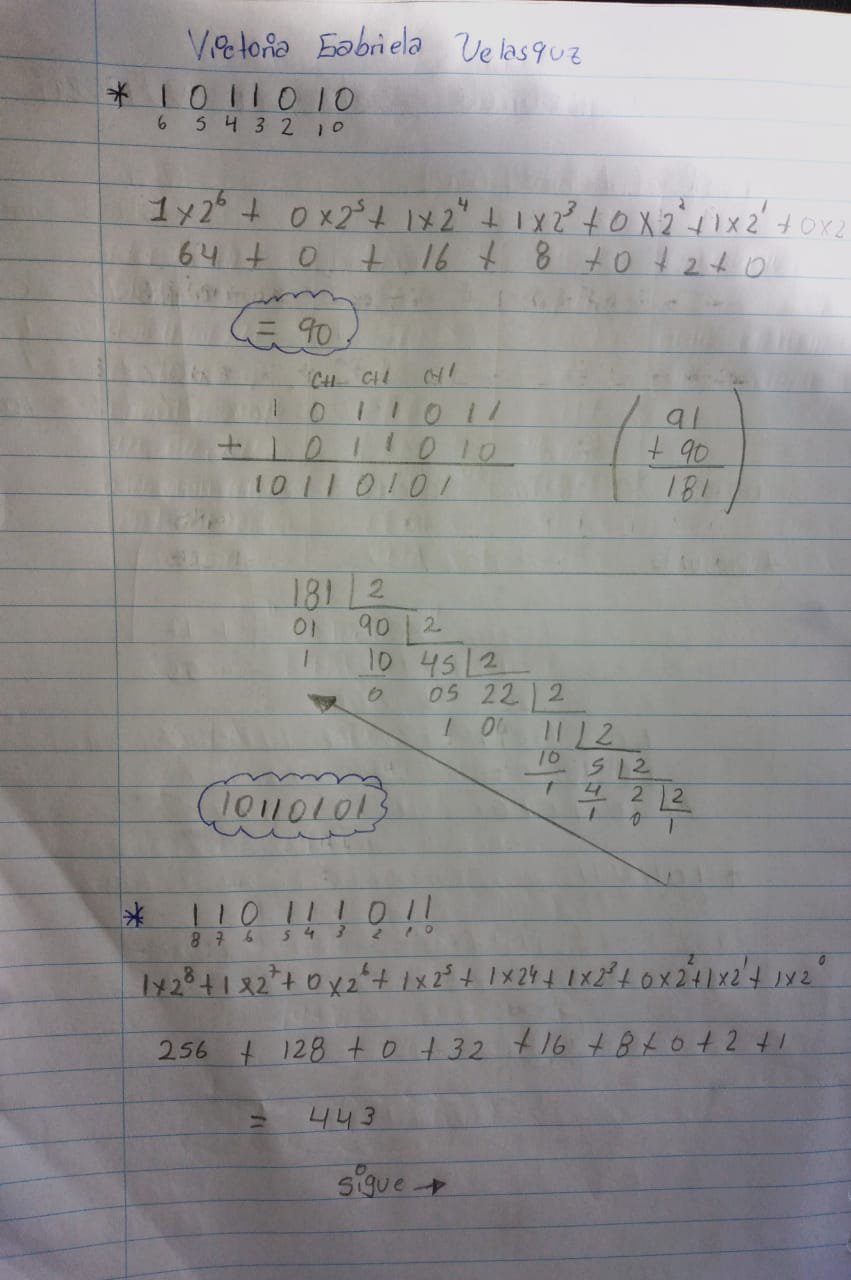 Victoria Gabriela Velasquz
* 1 0 1 1 0 1 0
6 5 4 3 2 1 0
1x2⁶ + 0x2⁵ + 1x2⁴ + 1x2³ + 0x2² + 1x2¹ + 0x2
64 + 0 + 16 + 8 + 0 + 2 + 0
= 90
1 0 1 1 0 1 1
+ 1 0 1 1 0 1 0
1 0 1 1 0 1 0 1
91
+ 90
181
181 | 2
01 90 | 2
1 10 45 | 2
0 05 22 | 2
1 11 | 2
10 5 | 2
1 4 2 | 2
1 0 1
10110101
* 1 1 0 1 1 1 0 1 1
8 7 6 5 4 3 2 1 0
1x2⁸ + 1x2⁷ + 0x2⁶ + 1x2⁵ + 1x24 + 1x2³ + 0x2² + 1x2¹ + 1x2⁰
256 + 128 + 0 + 32 + 16 + 8 + 0 + 2 + 1
= 443
sigue →